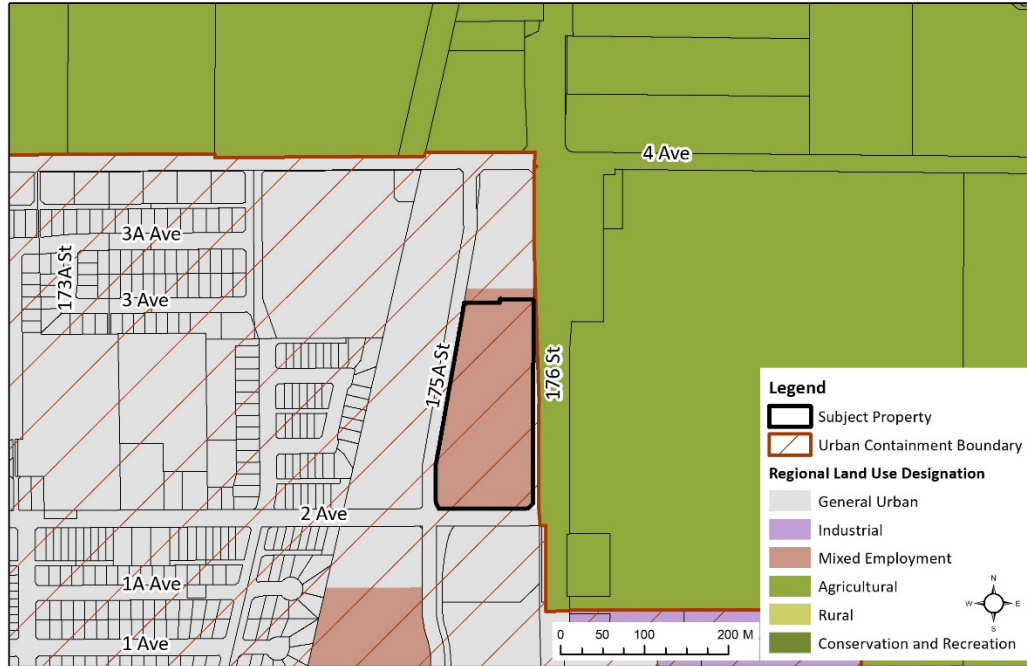 4 Ave
3A Ave
173A St
3 Ave
175A St
176 St
2 Ave
1A Ave
1 Ave
Legend
Subject Property
Urban Containment Boundary
Regional Land Use Designation
General Urban
Industrial
Mixed Employment
Agricultural
Rural
Conservation and Recreation
N
W E
S
0 50 100 200 M